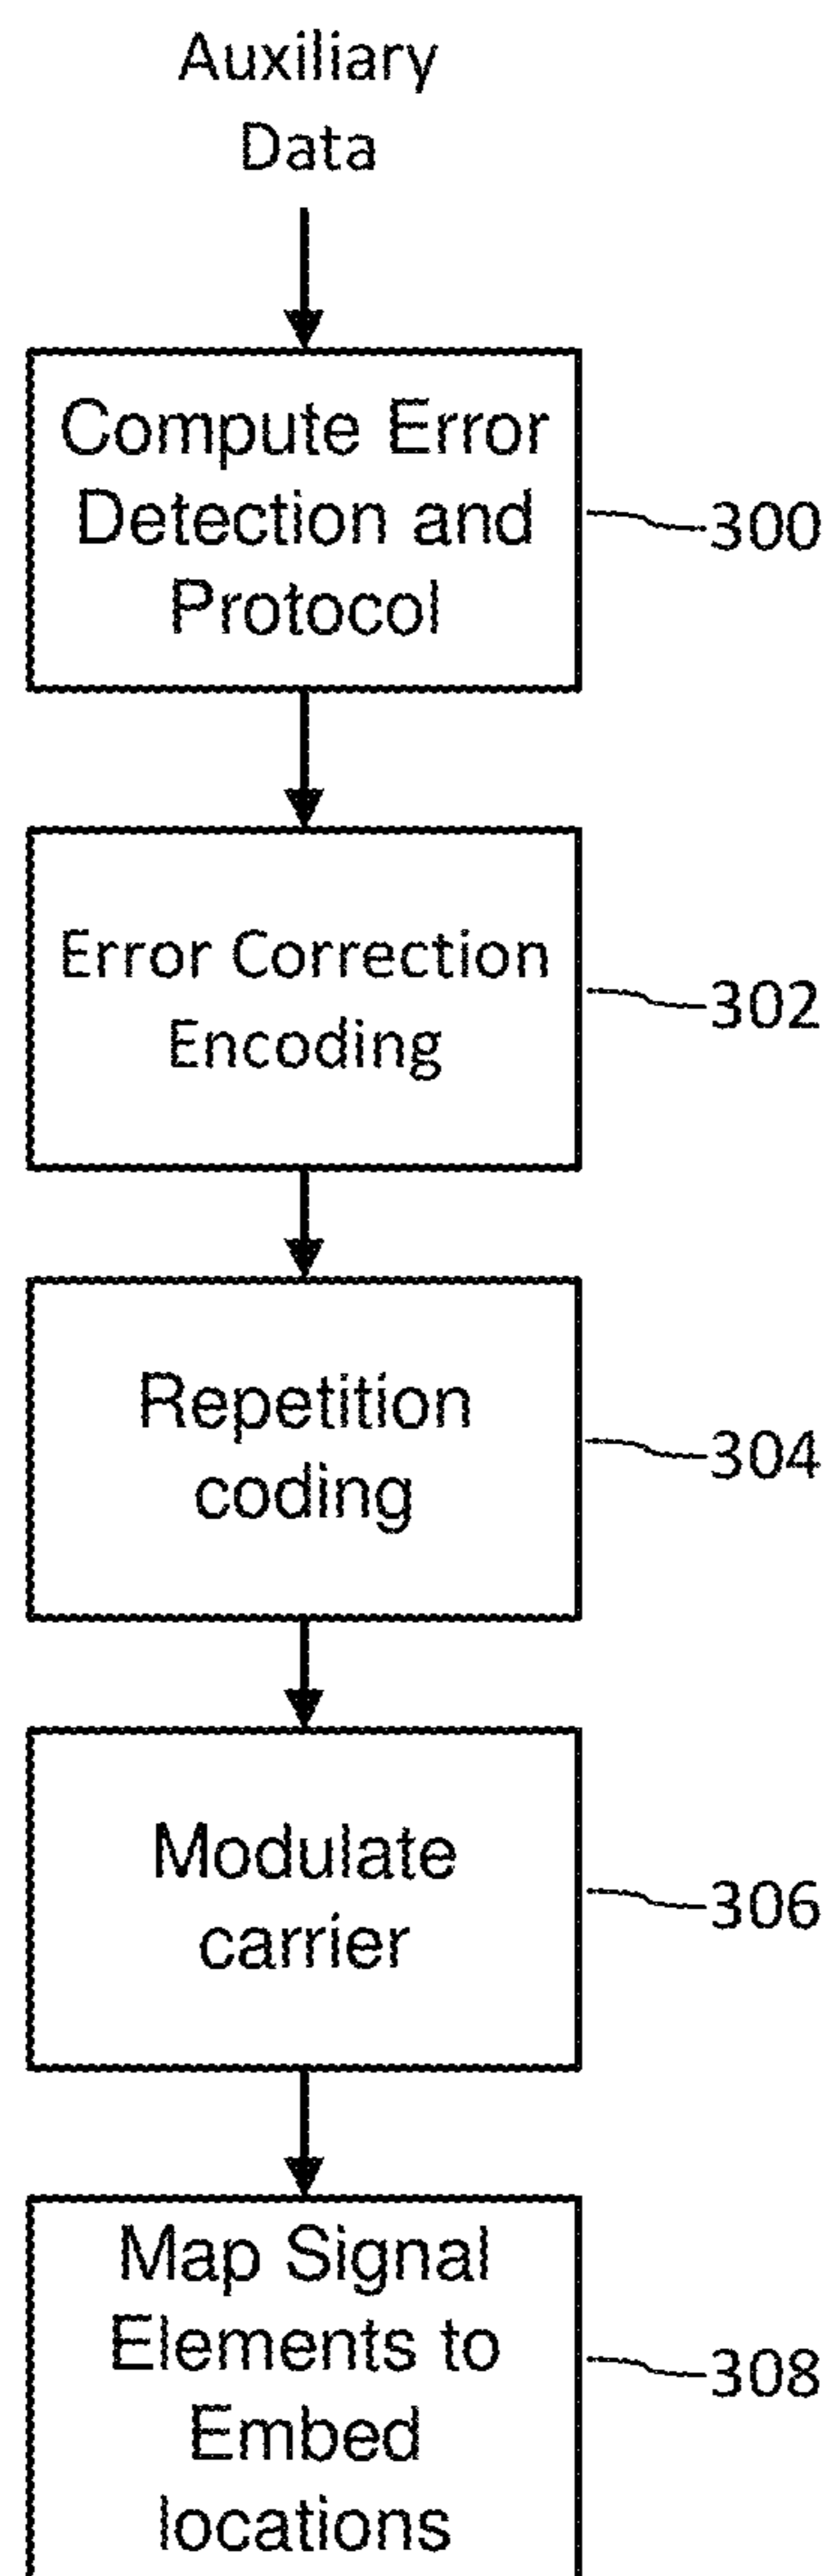 Auxiliary
Data
Compute Error
Detection and
Protocol
300
Error Correction
Encoding
302
Repetition
coding
304
Modulate
carrier
306
Map Signal
Elements to
Embed
locations
308